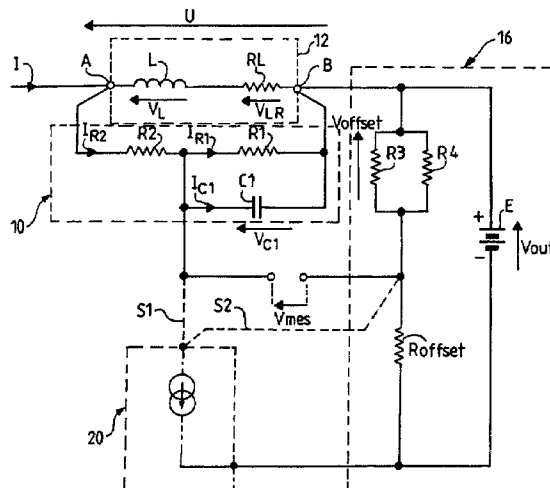 U
16
12
I
A
L
RL
B
VL
VLR
Voffset
IR2
R2
IR1
R1
R3
R4
IC1
C1
10
VC1
+
E
-
Vout
S1
S2
Vmes
Roffset
20